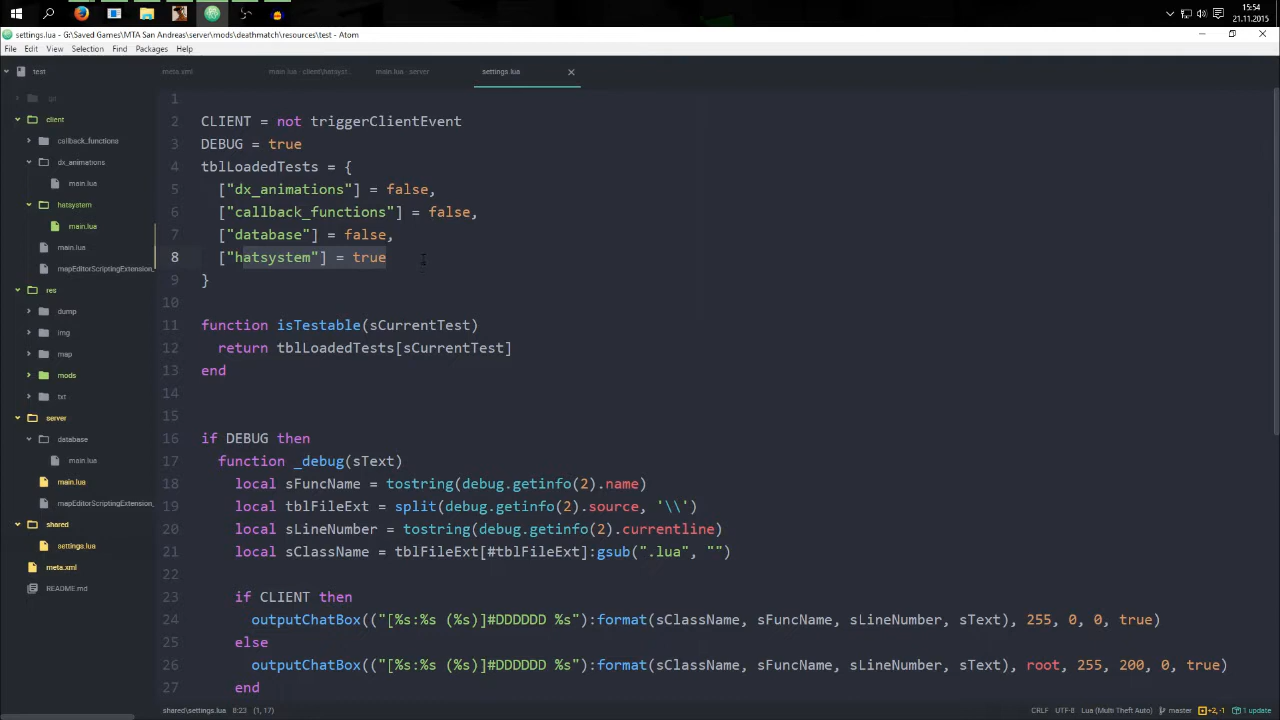 15:54
21.11.2015
settings.lua - G:\Saved Games\MTA San Andreas\server\mods\deathmatch\resources\test - Atom
File Edit View Selection Find Packages Help
test
meta.xml
main.lua - client\hatsyst...
main.lua - server
settings.lua
.git
client
callback_functions
dx_animations
main.lua
hatsystem
main.lua
main.lua
mapEditorScriptingExtension_
res
dump
img
map
mods
txt
server
database
main.lua
main.lua
mapEditorScriptingExtension_
shared
settings.lua
meta.xml
README.md
1
2 CLIENT = not triggerClientEvent
3 DEBUG = true
4 tblLoadedTests = {
5 ["dx_animations"] = false,
6 ["callback_functions"] = false,
7 ["database"] = false,
8 ["hatsystem"] = true
9 }
10
11 function isTestable(sCurrentTest)
12 return tblLoadedTests[sCurrentTest]
13 end
14
15
16 if DEBUG then
17 function _debug(sText)
18 local sFuncName = tostring(debug.getinfo(2).name)
19 local tblFileExt = split(debug.getinfo(2).source, '\\')
20 local sLineNumber = tostring(debug.getinfo(2).currentline)
21 local sClassName = tblFileExt[#tblFileExt]:gsub(".lua", "")
22
23 if CLIENT then
24 outputChatBox(("[%s:%s (%s)]#DDDDDD %s"):format(sClassName, sFuncName, sLineNumber, sText), 255, 0, 0, true)
25 else
26 outputChatBox(("[%s:%s (%s)]#DDDDDD %s"):format(sClassName, sFuncName, sLineNumber, sText), root, 255, 200, 0, true)
27 end
shared\settings.lua 8:23 (1, 17)
CRLF UTF-8 Lua (Multi Theft Auto) master +2, -1 1 update